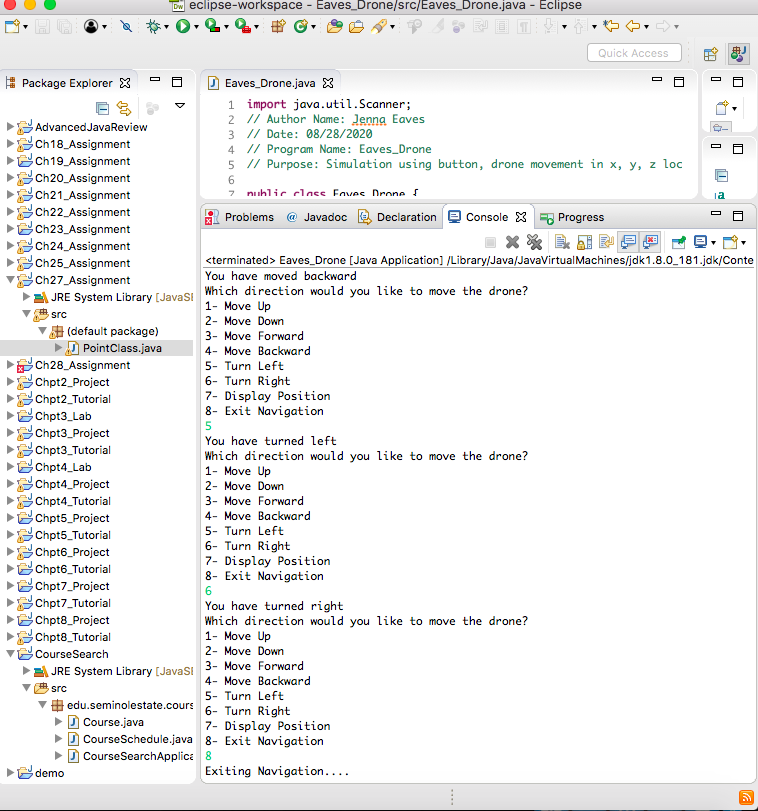 eclipse-workspace - Eaves_Drone/src/Eaves_Drone.java - Eclipse
Quick Access
Package Explorer
AdvancedJavaReview
Ch18_Assignment
Ch19_Assignment
Ch20_Assignment
Ch21_Assignment
Ch22_Assignment
Ch23_Assignment
Ch24_Assignment
Ch25_Assignment
Ch27_Assignment
JRE System Library [JavaSE
src
(default package)
PointClass.java
Ch28_Assignment
Chpt2_Project
Chpt2_Tutorial
Chpt3_Lab
Chpt3_Project
Chpt3_Tutorial
Chpt4_Lab
Chpt4_Project
Chpt4_Tutorial
Chpt5_Project
Chpt5_Tutorial
Chpt6_Project
Chpt6_Tutorial
Chpt7_Project
Chpt7_Tutorial
Chpt8_Project
Chpt8_Tutorial
CourseSearch
JRE System Library [JavaSE
src
edu.seminolestate.cours
Course.java
CourseSchedule.java
CourseSearchApplica
demo
Eaves_Drone.java
1 import java.util.Scanner;
2 // Author Name: Jenna Eaves
3 // Date: 08/28/2020
4 // Program Name: Eaves_Drone
5 // Purpose: Simulation using button, drone movement in x, y, z loc
6
7 public class Eaves_Drone {
Problems @ Javadoc Declaration Console Progress
<terminated> Eaves_Drone [Java Application] /Library/Java/JavaVirtualMachines/jdk1.8.0_181.jdk/Conte
You have moved backward
Which direction would you like to move the drone?
1- Move Up
2- Move Down
3- Move Forward
4- Move Backward
5- Turn Left
6- Turn Right
7- Display Position
8- Exit Navigation
5
You have turned left
Which direction would you like to move the drone?
1- Move Up
2- Move Down
3- Move Forward
4- Move Backward
5- Turn Left
6- Turn Right
7- Display Position
8- Exit Navigation
6
You have turned right
Which direction would you like to move the drone?
1- Move Up
2- Move Down
3- Move Forward
4- Move Backward
5- Turn Left
6- Turn Right
7- Display Position
8- Exit Navigation
8
Exiting Navigation....